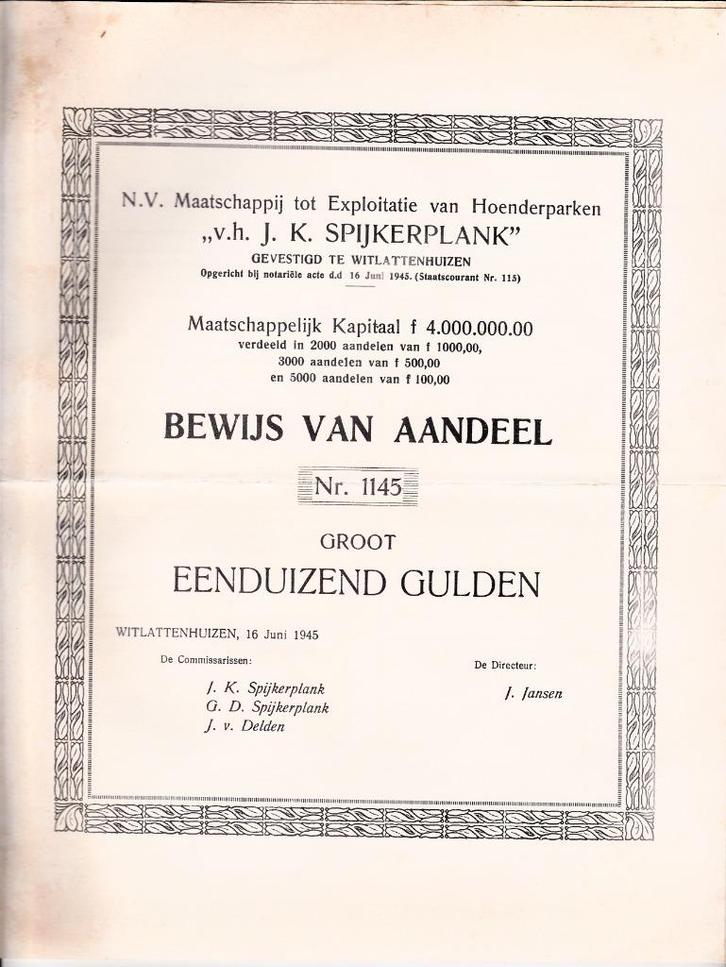 N.V. Maatschappij tot Exploitatie van Hoenderparken
„v.h. J. K. SPIJKERPLANK”
GEVESTIGD TE WITLATTENHUIZEN
Opgericht bij notariële acte d.d 16 Juni 1945. (Staatscourant Nr. 115)
Maatschappelijk Kapitaal f 4.000.000.00
verdeeld in 2000 aandelen van f 1000,00,
3000 aandelen van f 500,00
en 5000 aandelen van f 100,00
BEWIJS VAN AANDEEL
Nr. 1145
GROOT
EENDUIZEND GULDEN
WITLATTENHUIZEN, 16 Juni 1945
De Commissarissen:
J. K. Spijkerplank
G. D. Spijkerplank
J. v. Delden
De Directeur:
J. Jansen